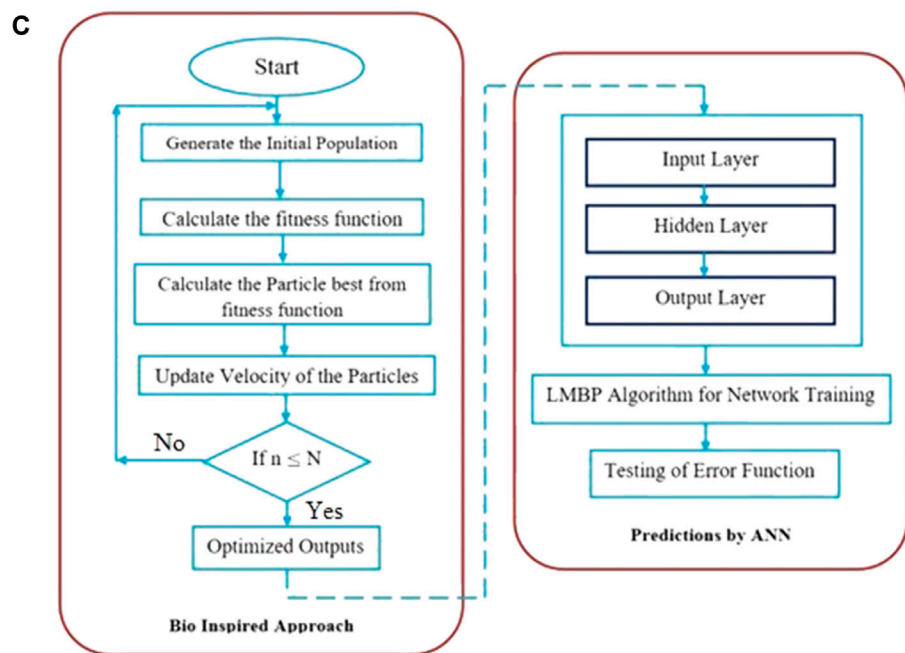 C
Start
Generate the Initial Population
Calculate the fitness function
Calculate the Particle best from
fitness function
Update Velocity of the Particles
No
If n ≤ N
Yes
Optimized Outputs
Bio Inspired Approach
Input Layer
Hidden Layer
Output Layer
LMBP Algorithm for Network Training
Testing of Error Function
Predictions by ANN